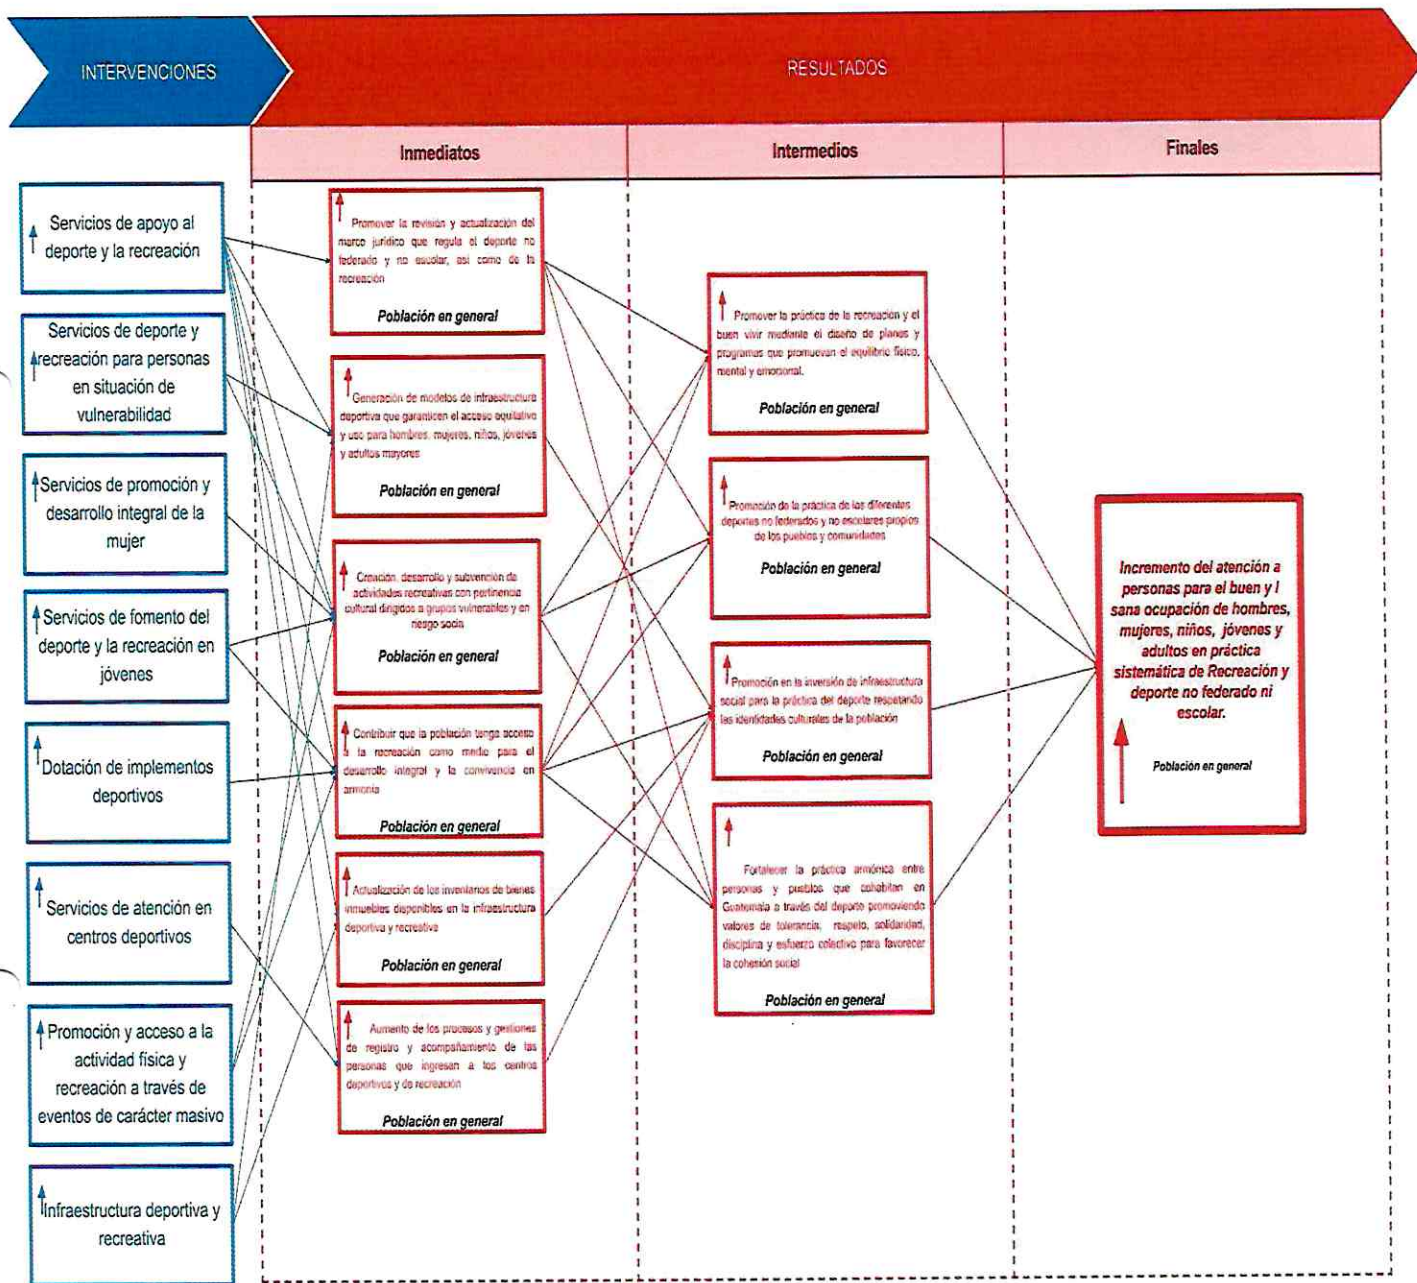 INTERVENCIONES
RESULTADOS
Inmediatos
Intermedios
Finales
Servicios de apoyo al
deporte y la recreación
Servicios de deporte y
recreación para personas
en situación de
vulnerabilidad
Servicios de promoción y
desarrollo integral de la
mujer
Servicios de fomento del
deporte y la recreación en
jóvenes
Dotación de implementos
deportivos
Servicios de atención en
centros deportivos
Promoción y acceso a la
actividad física y
recreación a través de
eventos de carácter masivo
Infraestructura deportiva y
recreativa
Promover la revisión y actualización del
marco jurídico que regula el deporte no
federado y no escolar, así como de la
recreación
Población en general
Generación de modelos de infraestructura
deportiva que garanticen el acceso equitativo
y uso para hombres, mujeres, niños, jóvenes
y adultos mayores
Población en general
Creación, desarrollo y subvención de
actividades recreativas con pertinencia
cultural dirigidos a grupos vulnerables y en
riesgo socia
Población en general
Contribuir que la población tenga acceso
a la recreación como medio para el
desarrollo integral y la convivencia en
armonía
Población en general
Actualización de los inventarios de bienes
inmuebles disponibles en la infraestructura
deportiva y recreativa
Población en general
Aumento de los procesos y gestiones
de registro y acompañamiento de las
personas que ingresan a los centros
deportivos y de recreación
Población en general
Promover la práctica de la recreación y el
buen vivir mediante el diseño de planes y
programas que promuevan el equilibrio físico,
mental y emocional.
Población en general
Promoción de la práctica de los diferentes
deportes no federados y no escolares propios
de los pueblos y comunidades
Población en general
Promoción en la inversión de infraestructura
social para la práctica del deporte respetando
las identidades culturales de la población
Población en general
Fortalecer la práctica armónica entre
personas y pueblos que cohabitan en
Guatemala a través del deporte promoviendo
valores de tolerancia, respeto, solidaridad,
disciplina y esfuerzo colectivo para favorecer
la cohesión social
Población en general
Incremento del atención a
personas para el buen y l
sana ocupación de hombres,
mujeres, niños, jóvenes y
adultos en práctica
sistemática de Recreación y
deporte no federado ni
escolar.
Población en general